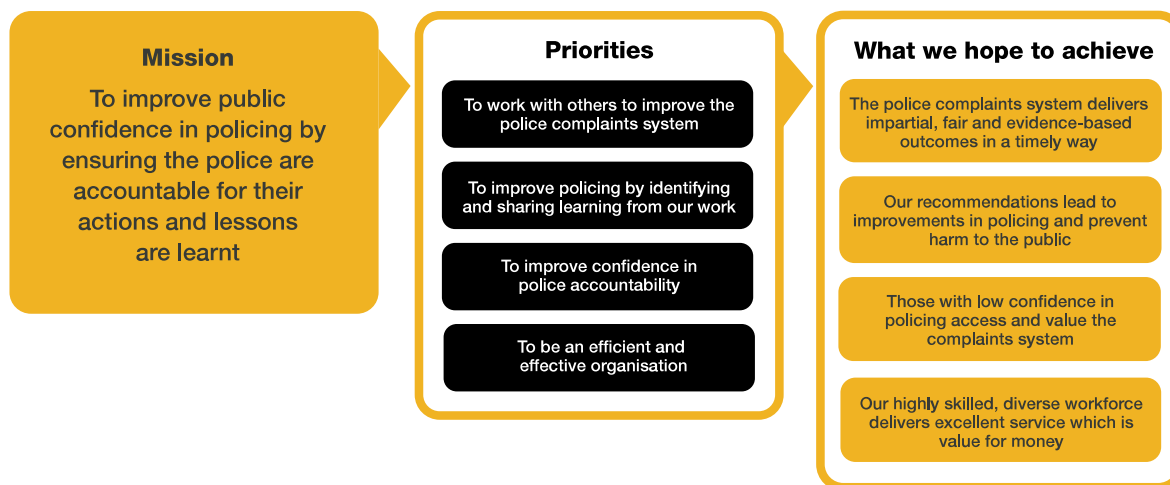 Mission
To improve public
confidence in policing by
ensuring the police are
accountable for their
actions and lessons
are learnt
Priorities
To work with others to improve the
police complaints system
To improve policing by identifying
and sharing learning from our work
To improve confidence in
police accountability
To be an efficient and
effective organisation
What we hope to achieve
The police complaints system delivers
impartial, fair and evidence-based
outcomes in a timely way
Our recommendations lead to
improvements in policing and prevent
harm to the public
Those with low confidence in
policing access and value the
complaints system
Our highly skilled, diverse workforce
delivers excellent service which is
value for money